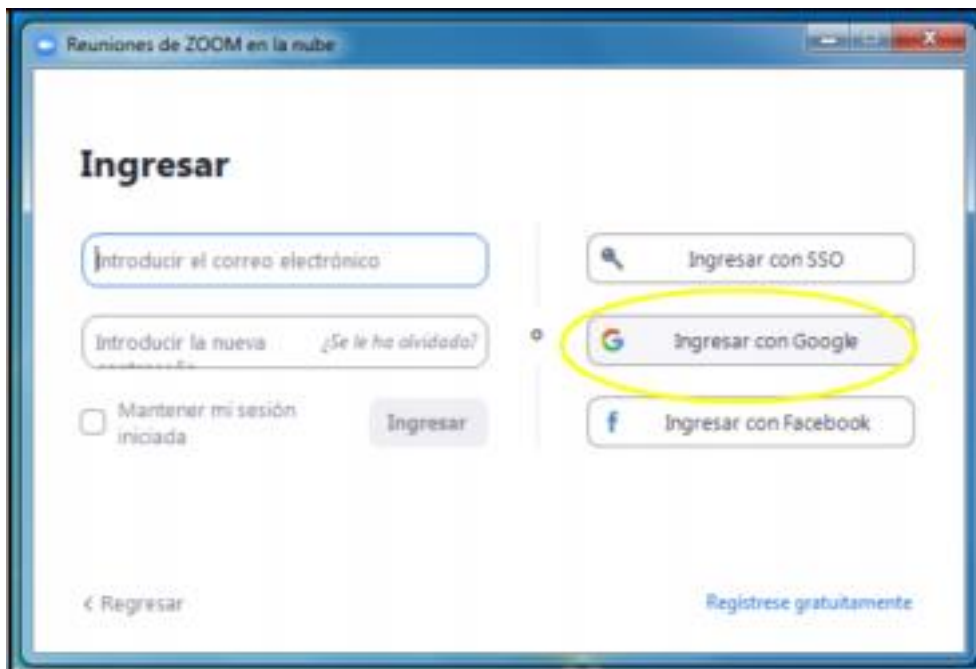 Reuniones de ZOOM en la nube
Ingresar
Introducir el correo electrónico
Introducir la nueva
¿Se le ha olvidado?
contraseña
Mantener mi sesión
iniciada
Ingresar
o
Ingresar con SSO
Ingresar con Google
Ingresar con Facebook
< Regresar
Regístrese gratuitamente